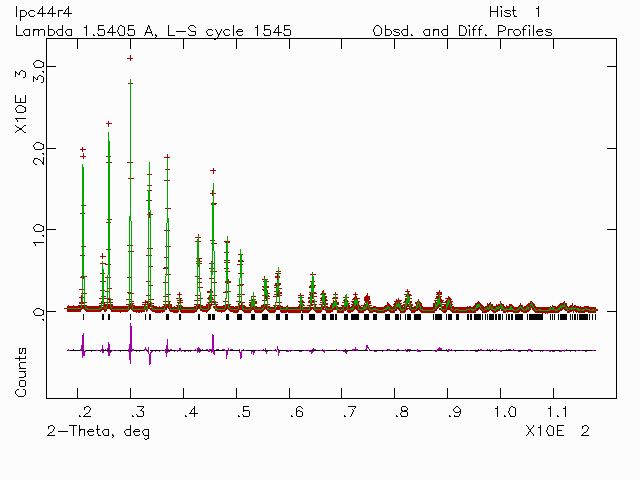 lpc44r4 Hist 1
Lambda 1.5405 A, L-S cycle 1545 Obsd. and Diff. Profiles
X10E 3
3.0
2.0
1.0
.0
Counts
.2 .3 .4 .5 .6 .7 .8 .9 1.0 1.1
2-Theta, deg X10E 2